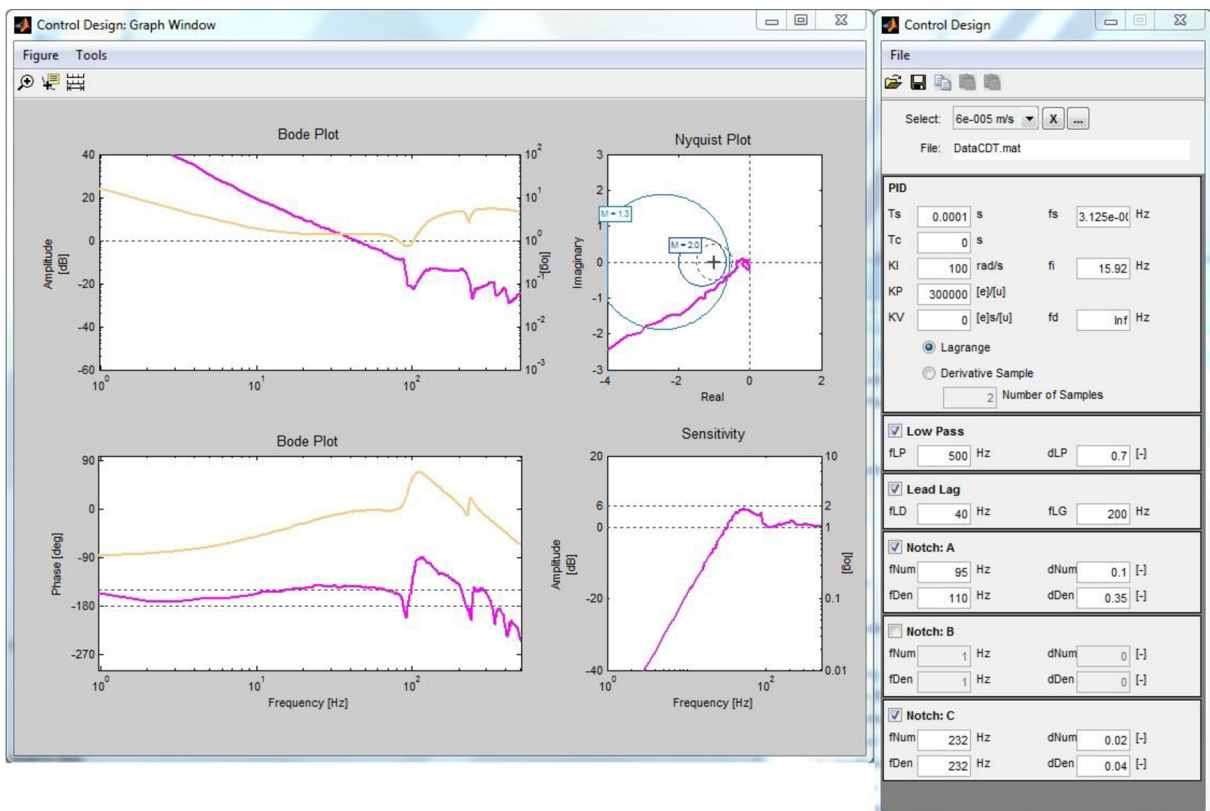 Control Design: Graph Window
Figure Tools
Bode Plot
40
20
0
-20
-40
-60
Amplitude
[dB]
10^2
10^1
10^0
10^-1
10^-2
10^-3
[log]
10^0 10^1 10^2
Nyquist Plot
3
2
1
0
-1
-2
-3
Imaginary
M = 1.3
M = 2.0
-4 -2 0 2
Real
Bode Plot
90
0
-90
-180
-270
Phase [deg]
10^0 10^1 10^2
Frequency [Hz]
Sensitivity
20
6
0
-20
-40
Amplitude
[dB]
10
2
1
0.1
0.01
[log]
10^0 10^2
Frequency [Hz]
Control Design
File
Select: 6e-005 m/s X ...
File: DataCDT.mat
PID
Ts 0.0001 s fs 3.125e-00 Hz
Tc 0 s
KI 100 rad/s fi 15.92 Hz
KP 300000 [e]/[u]
KV 0 [e]s/[u] fd Inf Hz
Lagrange
Derivative Sample
2 Number of Samples
Low Pass
fLP 500 Hz dLP 0.7 [-]
Lead Lag
fLD 40 Hz fLG 200 Hz
Notch: A
fNum 95 Hz dNum 0.1 [-]
fDen 110 Hz dDen 0.35 [-]
Notch: B
fNum 1 Hz dNum 0 [-]
fDen 1 Hz dDen 0 [-]
Notch: C
fNum 232 Hz dNum 0.02 [-]
fDen 232 Hz dDen 0.04 [-]